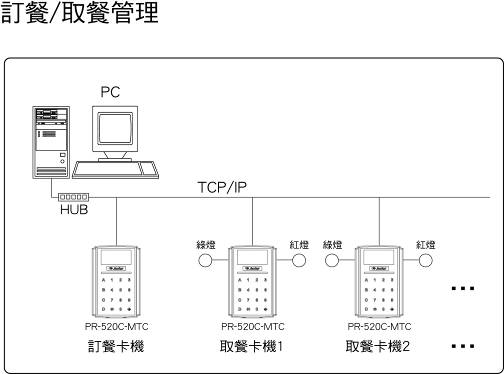 訂餐/取餐管理
PC
TCP/IP
HUB
綠燈 紅燈 綠燈 紅燈
PR-520C-MTC PR-520C-MTC PR-520C-MTC
訂餐卡機 取餐卡機1 取餐卡機2